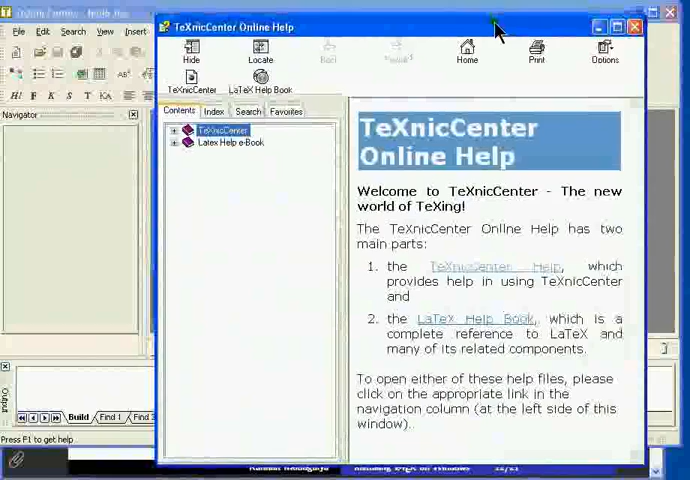 TeXnicCenter Online Help
File Edit Search View Insert
Hide Locate Home Print Options
TeXnicCenter LaTeX Help Book
H! F K S T KA
Navigator
Contents Index Search Favorites
TeXnicCenter
Latex Help e-Book
TeXnicCenter
Online Help
Welcome to TeXnicCenter - The new
world of TeXing!
The TeXnicCenter Online Help has two
main parts:
1. the TeXnicCenter Help, which
provides help in using TeXnicCenter
and
2. the LaTeX Help Book, which is a
complete reference to LaTeX and
many of its related components.
To open either of these help files, please
click on the appropriate link in the
navigation column (at the left side of this
window).
Output
Build Find 1 Find
Press F1 to get help